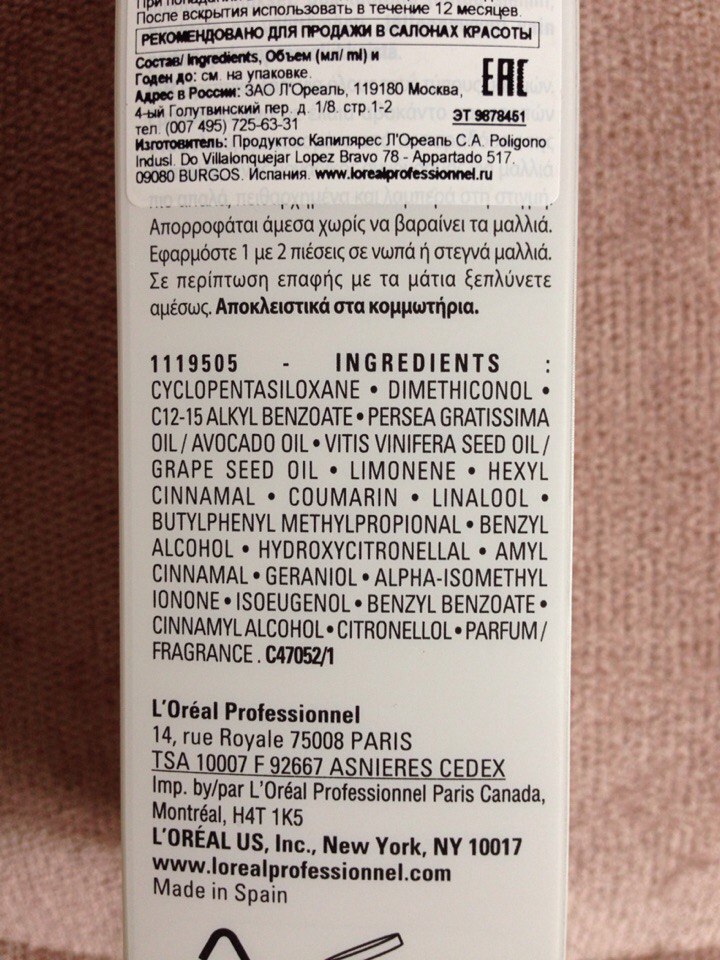 После вскрытия использовать в течение 12 месяцев.
РЕКОМЕНДОВАНО ДЛЯ ПРОДАЖИ В САЛОНАХ КРАСОТЫ
Состав/ Ingredients, Объем (мл/ ml) и
Годен до: см. на упаковке.
Адрес в России: ЗАО Л'Ореаль, 119180 Москва,
4-ый Голутвинский пер. д. 1/8. стр.1-2
тел. (007 495) 725-63-31
EAC
ЭТ 9878451
Изготовитель: Продуктос Капилярес Л'Ореаль С.А. Poligono
Indusl. Do Villalonquejar Lopez Bravo 78 - Appartado 517.
09080 BURGOS. Испания. www.lorealprofessionnel.ru
Απορροφάται άμεσα χωρίς να βαραίνει τα μαλλιά.
Εφαρμόστε 1 με 2 πιέσεις σε νωπά ή στεγνά μαλλιά.
Σε περίπτωση επαφής με τα μάτια ξεπλύνετε
αμέσως. Αποκλειστικά στα κομμωτήρια.
1119505 - INGREDIENTS :
CYCLOPENTASILOXANE • DIMETHICONOL •
C12-15 ALKYL BENZOATE • PERSEA GRATISSIMA
OIL / AVOCADO OIL • VITIS VINIFERA SEED OIL /
GRAPE SEED OIL • LIMONENE • HEXYL
CINNAMAL • COUMARIN • LINALOOL •
BUTYLPHENYL METHYLPROPIONAL • BENZYL
ALCOHOL • HYDROXYCITRONELLAL • AMYL
CINNAMAL • GERANIOL • ALPHA-ISOMETHYL
IONONE • ISOEUGENOL • BENZYL BENZOATE •
CINNAMYL ALCOHOL • CITRONELLOL • PARFUM /
FRAGRANCE . C47052/1
L'Oréal Professionnel
14, rue Royale 75008 PARIS
TSA 10007 F 92667 ASNIERES CEDEX
Imp. by/par L'Oréal Professionnel Paris Canada,
Montréal, H4T 1K5
L'ORÉAL US, Inc., New York, NY 10017
www.lorealprofessionnel.com
Made in Spain